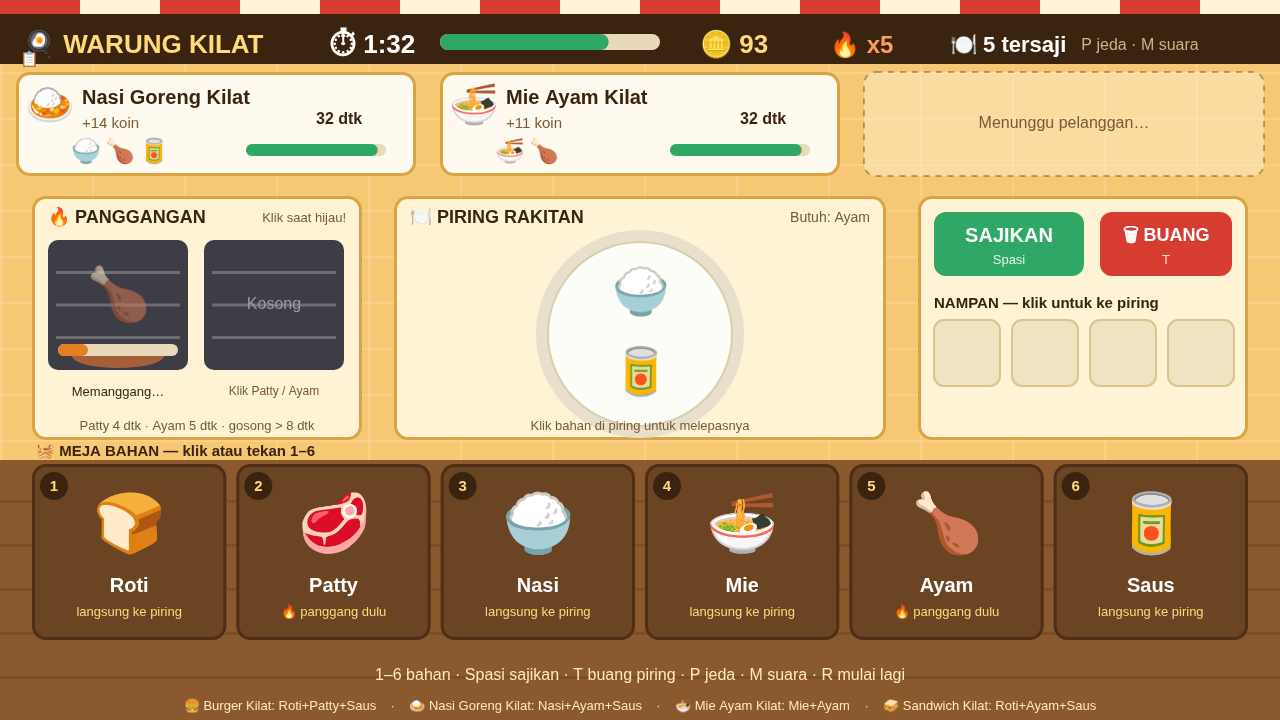 WARUNG KILAT
1:32
93
x5
5 tersaji
P jeda · M suara
Nasi Goreng Kilat
+14 koin
32 dtk
Mie Ayam Kilat
+11 koin
32 dtk
Menunggu pelanggan…
PANGGANGAN
Klik saat hijau!
Kosong
Memanggang…
Klik Patty / Ayam
Patty 4 dtk · Ayam 5 dtk · gosong > 8 dtk
PIRING RAKITAN
Butuh: Ayam
Klik bahan di piring untuk melepasnya
SAJIKAN
Spasi
BUANG
T
NAMPAN — klik untuk ke piring
MEJA BAHAN — klik atau tekan 1–6
1
Roti
langsung ke piring
2
Patty
panggang dulu
3
Nasi
langsung ke piring
4
Mie
langsung ke piring
5
Ayam
panggang dulu
6
Saus
langsung ke piring
1–6 bahan · Spasi sajikan · T buang piring · P jeda · M suara · R mulai lagi
Burger Kilat: Roti+Patty+Saus · Nasi Goreng Kilat: Nasi+Ayam+Saus · Mie Ayam Kilat: Mie+Ayam · Sandwich Kilat: Roti+Ayam+Saus